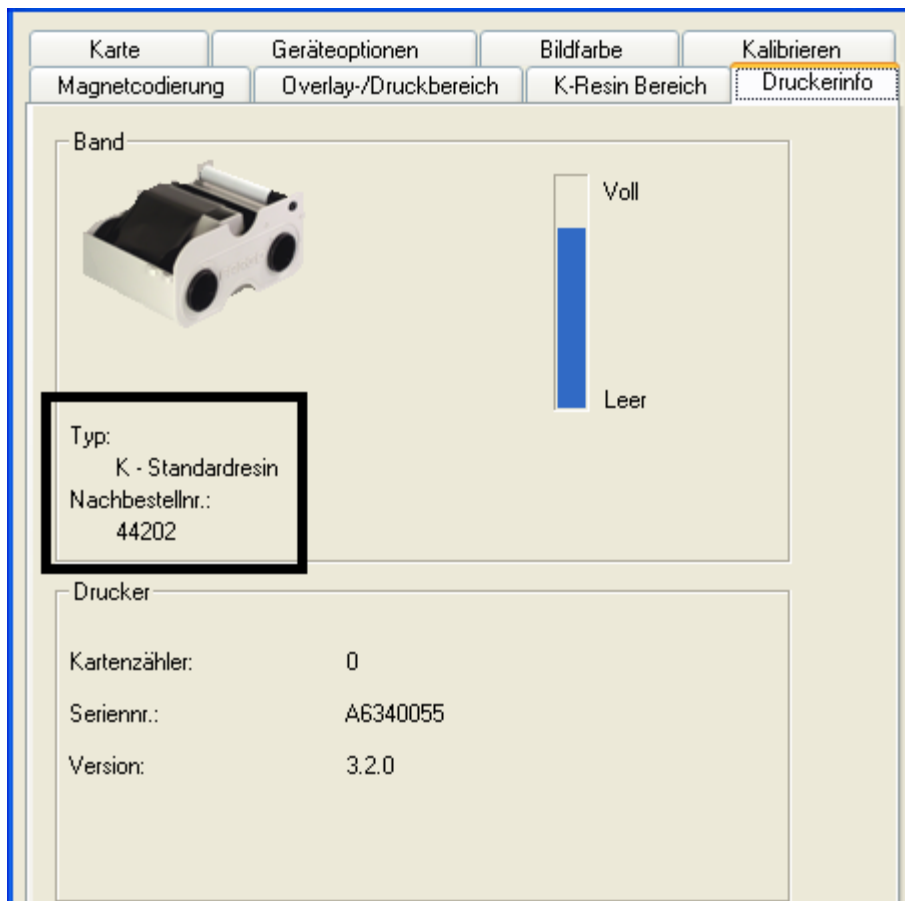 Karte Geräteoptionen Bildfarbe Kalibrieren
Magnetcodierung Overlay-/Druckbereich K-Resin Bereich Druckerinfo
Band
Voll
Leer
Typ:
K - Standardresin
Nachbestellnr.:
44202
Drucker
Kartenzähler: 0
Seriennr.: A6340055
Version: 3.2.0